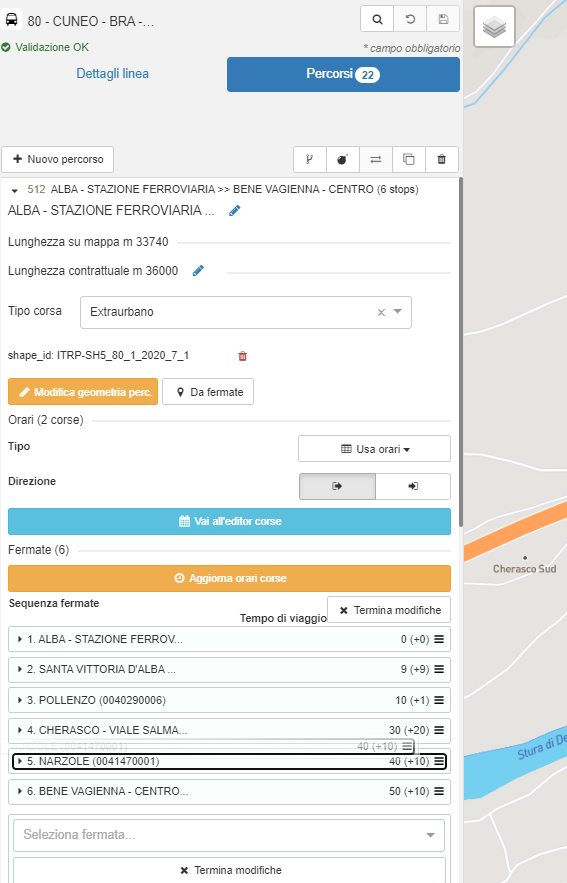 80 - CUNEO - BRA -...
Validazione OK
* campo obbligatorio
Dettagli linea
Percorsi 22
Nuovo percorso
512 ALBA - STAZIONE FERROVIARIA >> BENE VAGIENNA - CENTRO (6 stops)
ALBA - STAZIONE FERROVIARIA ...
Lunghezza su mappa m 33740
Lunghezza contrattuale m 36000
Tipo corsa
Extraurbano
shape_id: ITRP-SH5_80_1_2020_7_1
Modifica geometria perc.
Da fermate
Orari (2 corse)
Tipo
Usa orari
Direzione
Vai all'editor corse
Fermate (6)
Aggiorna orari corse
Sequenza fermate
Tempo di viaggio
Termina modifiche
1. ALBA - STAZIONE FERROV... 0 (+0)
2. SANTA VITTORIA D'ALBA ... 9 (+9)
3. POLLENZO (0040290006) 10 (+1)
4. CHERASCO - VIALE SALMA... 30 (+20)
NARZOLE (0041470001) 40 (+10)
5. NARZOLE (0041470001) 40 (+10)
6. BENE VAGIENNA - CENTRO... 50 (+10)
Seleziona fermata...
Termina modifiche
Cherasco Sud
Stura di De